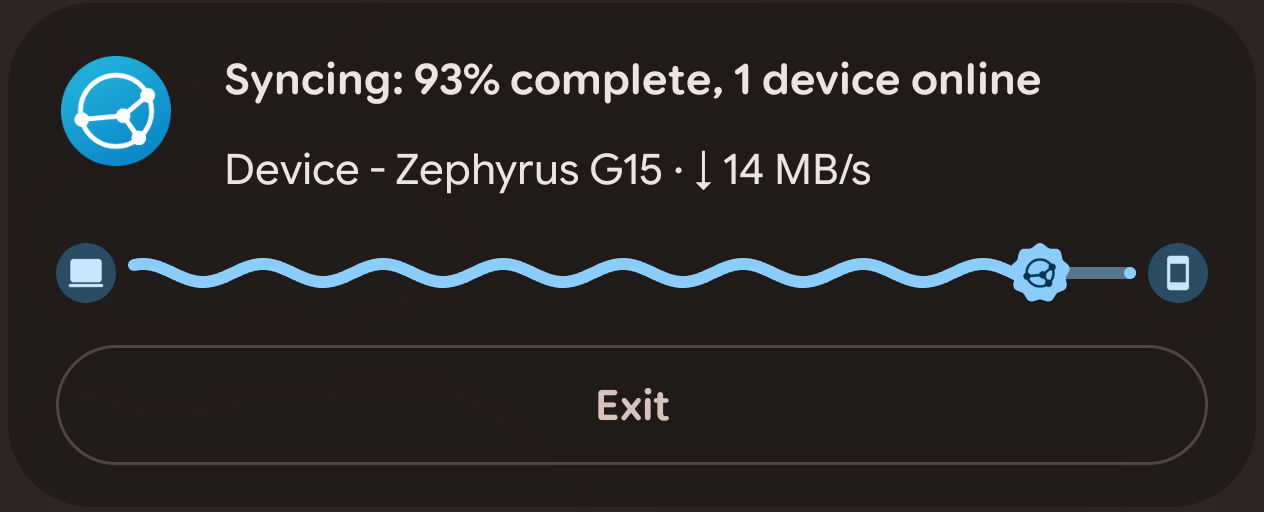 Syncing: 93% complete, 1 device online
Device - Zephyrus G15 · ↓ 14 MB/s
Exit